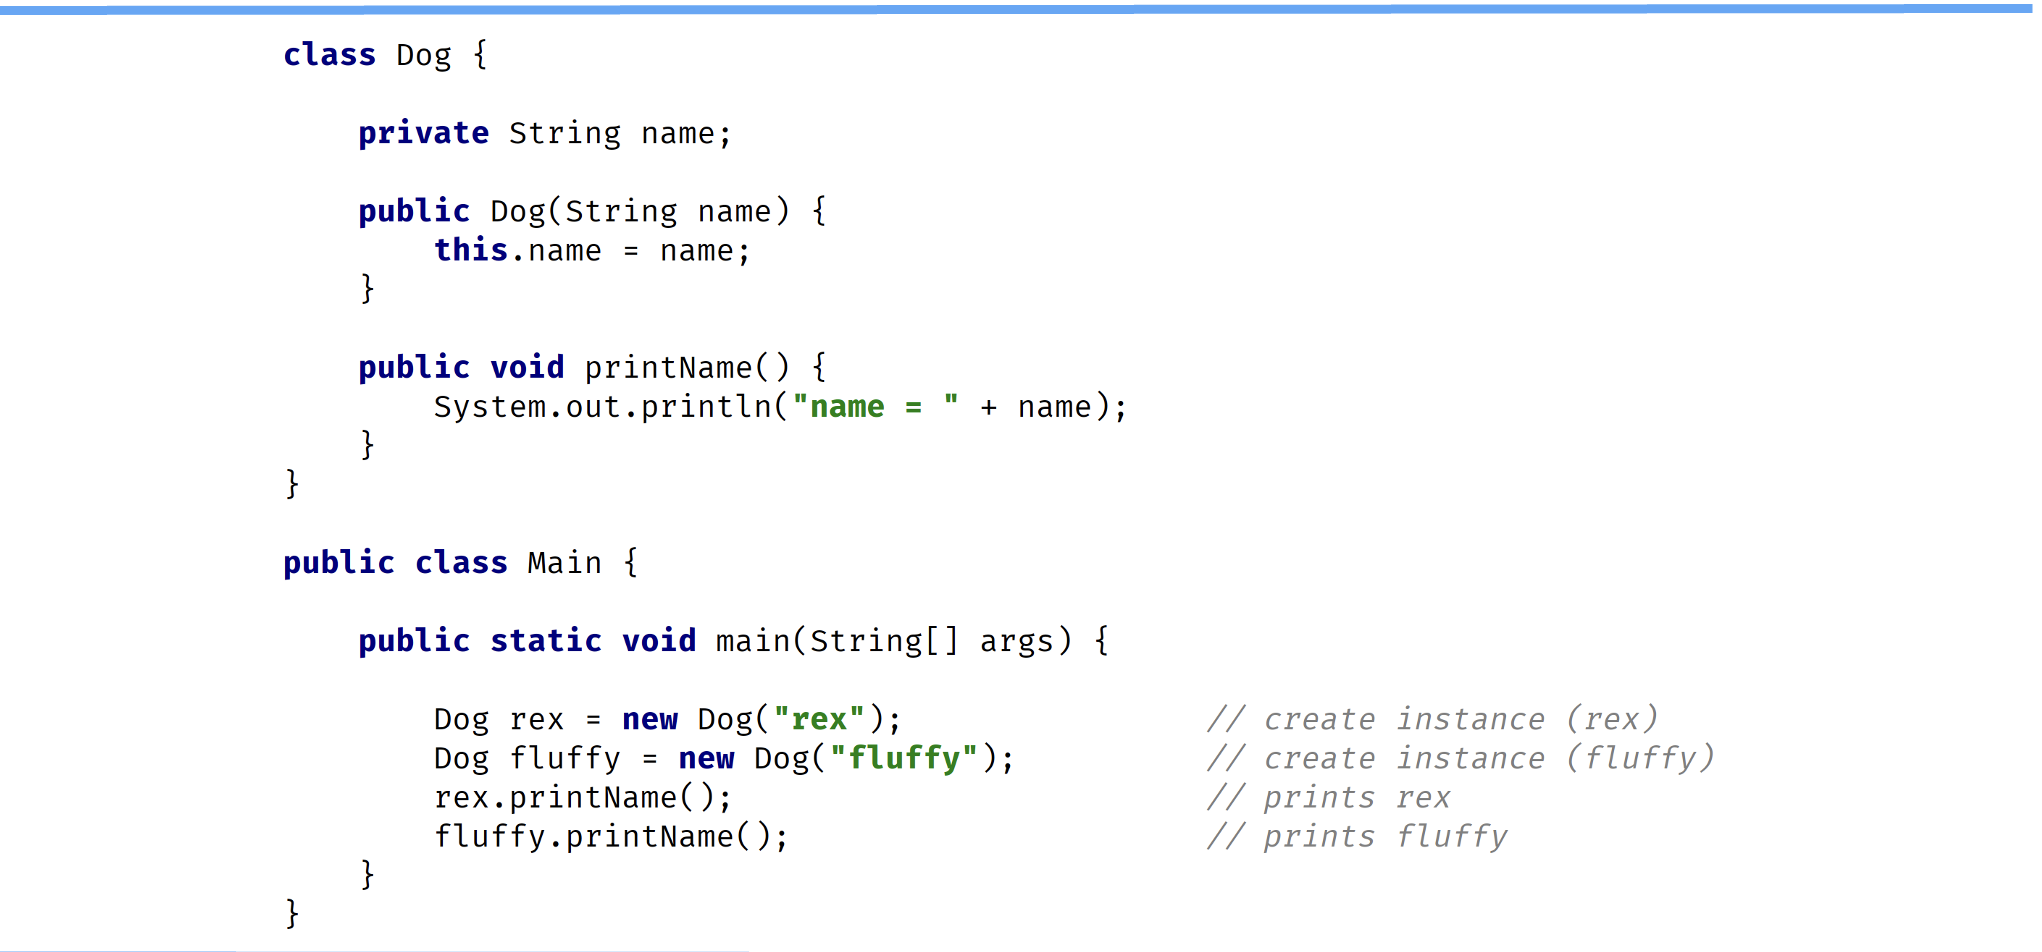 class Dog {
private String name;
public Dog(String name) {
this.name = name;
}
public void printName() {
System.out.println("name = " + name);
}
}
public class Main {
public static void main(String[] args) {
Dog rex = new Dog("rex"); // create instance (rex)
Dog fluffy = new Dog("fluffy"); // create instance (fluffy)
rex.printName(); // prints rex
fluffy.printName(); // prints fluffy
}
}